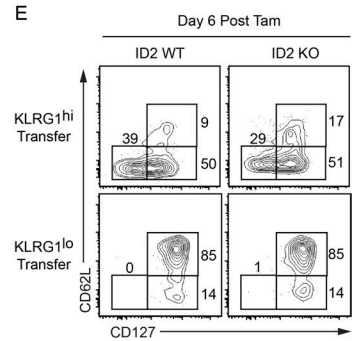 E
Day 6 Post Tam
ID2 WT
ID2 KO
KLRG1hi
Transfer
39
9
50
29
17
51
KLRG1lo
Transfer
0
85
14
1
85
14
CD62L
CD127